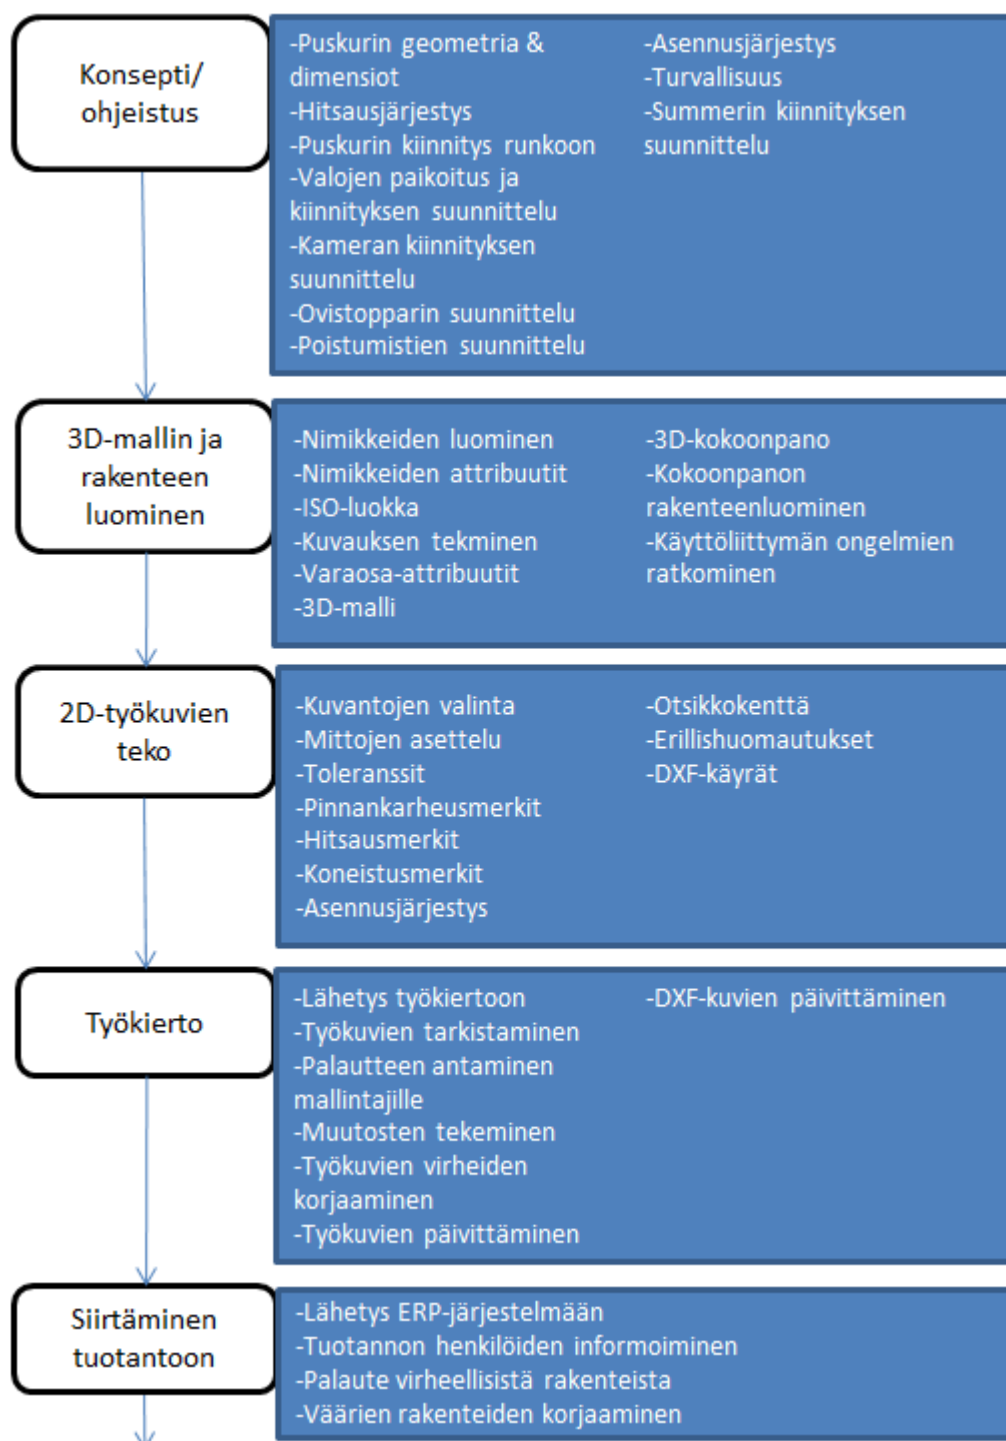 Konsepti/
ohjeistus
-Puskurin geometria &
dimensiot
-Hitsausjärjestys
-Puskurin kiinnitys runkoon
-Valojen paikoitus ja
kiinnityksen suunnittelu
-Kameran kiinnityksen
suunnittelu
-Ovistopparin suunnittelu
-Poistumistien suunnittelu
-Asennusjärjestys
-Turvallisuus
-Summerin kiinnityksen
suunnittelu
3D-mallin ja
rakenteen
luominen
-Nimikkeiden luominen
-Nimikkeiden attribuutit
-ISO-luokka
-Kuvauksen tekminen
-Varaosa-attribuutit
-3D-malli
-3D-kokoonpano
-Kokoonpanon
rakenteenluominen
-Käyttöliittymän ongelmien
ratkominen
2D-työkuvien
teko
-Kuvantojen valinta
-Mittojen asettelu
-Toleranssit
-Pinnankarheusmerkit
-Hitsausmerkit
-Koneistusmerkit
-Asennusjärjestys
-Otsikkokenttä
-Erillishuomautukset
-DXF-käyrät
Työkierto
-Lähetys työkiertoon
-Työkuvien tarkistaminen
-Palautteen antaminen
mallintajille
-Muutosten tekeminen
-Työkuvien virheiden
korjaaminen
-Työkuvien päivittäminen
-DXF-kuvien päivittäminen
Siirtäminen
tuotantoon
-Lähetys ERP-järjestelmään
-Tuotannon henkilöiden informoiminen
-Palaute virheellisistä rakenteista
-Väärien rakenteiden korjaaminen